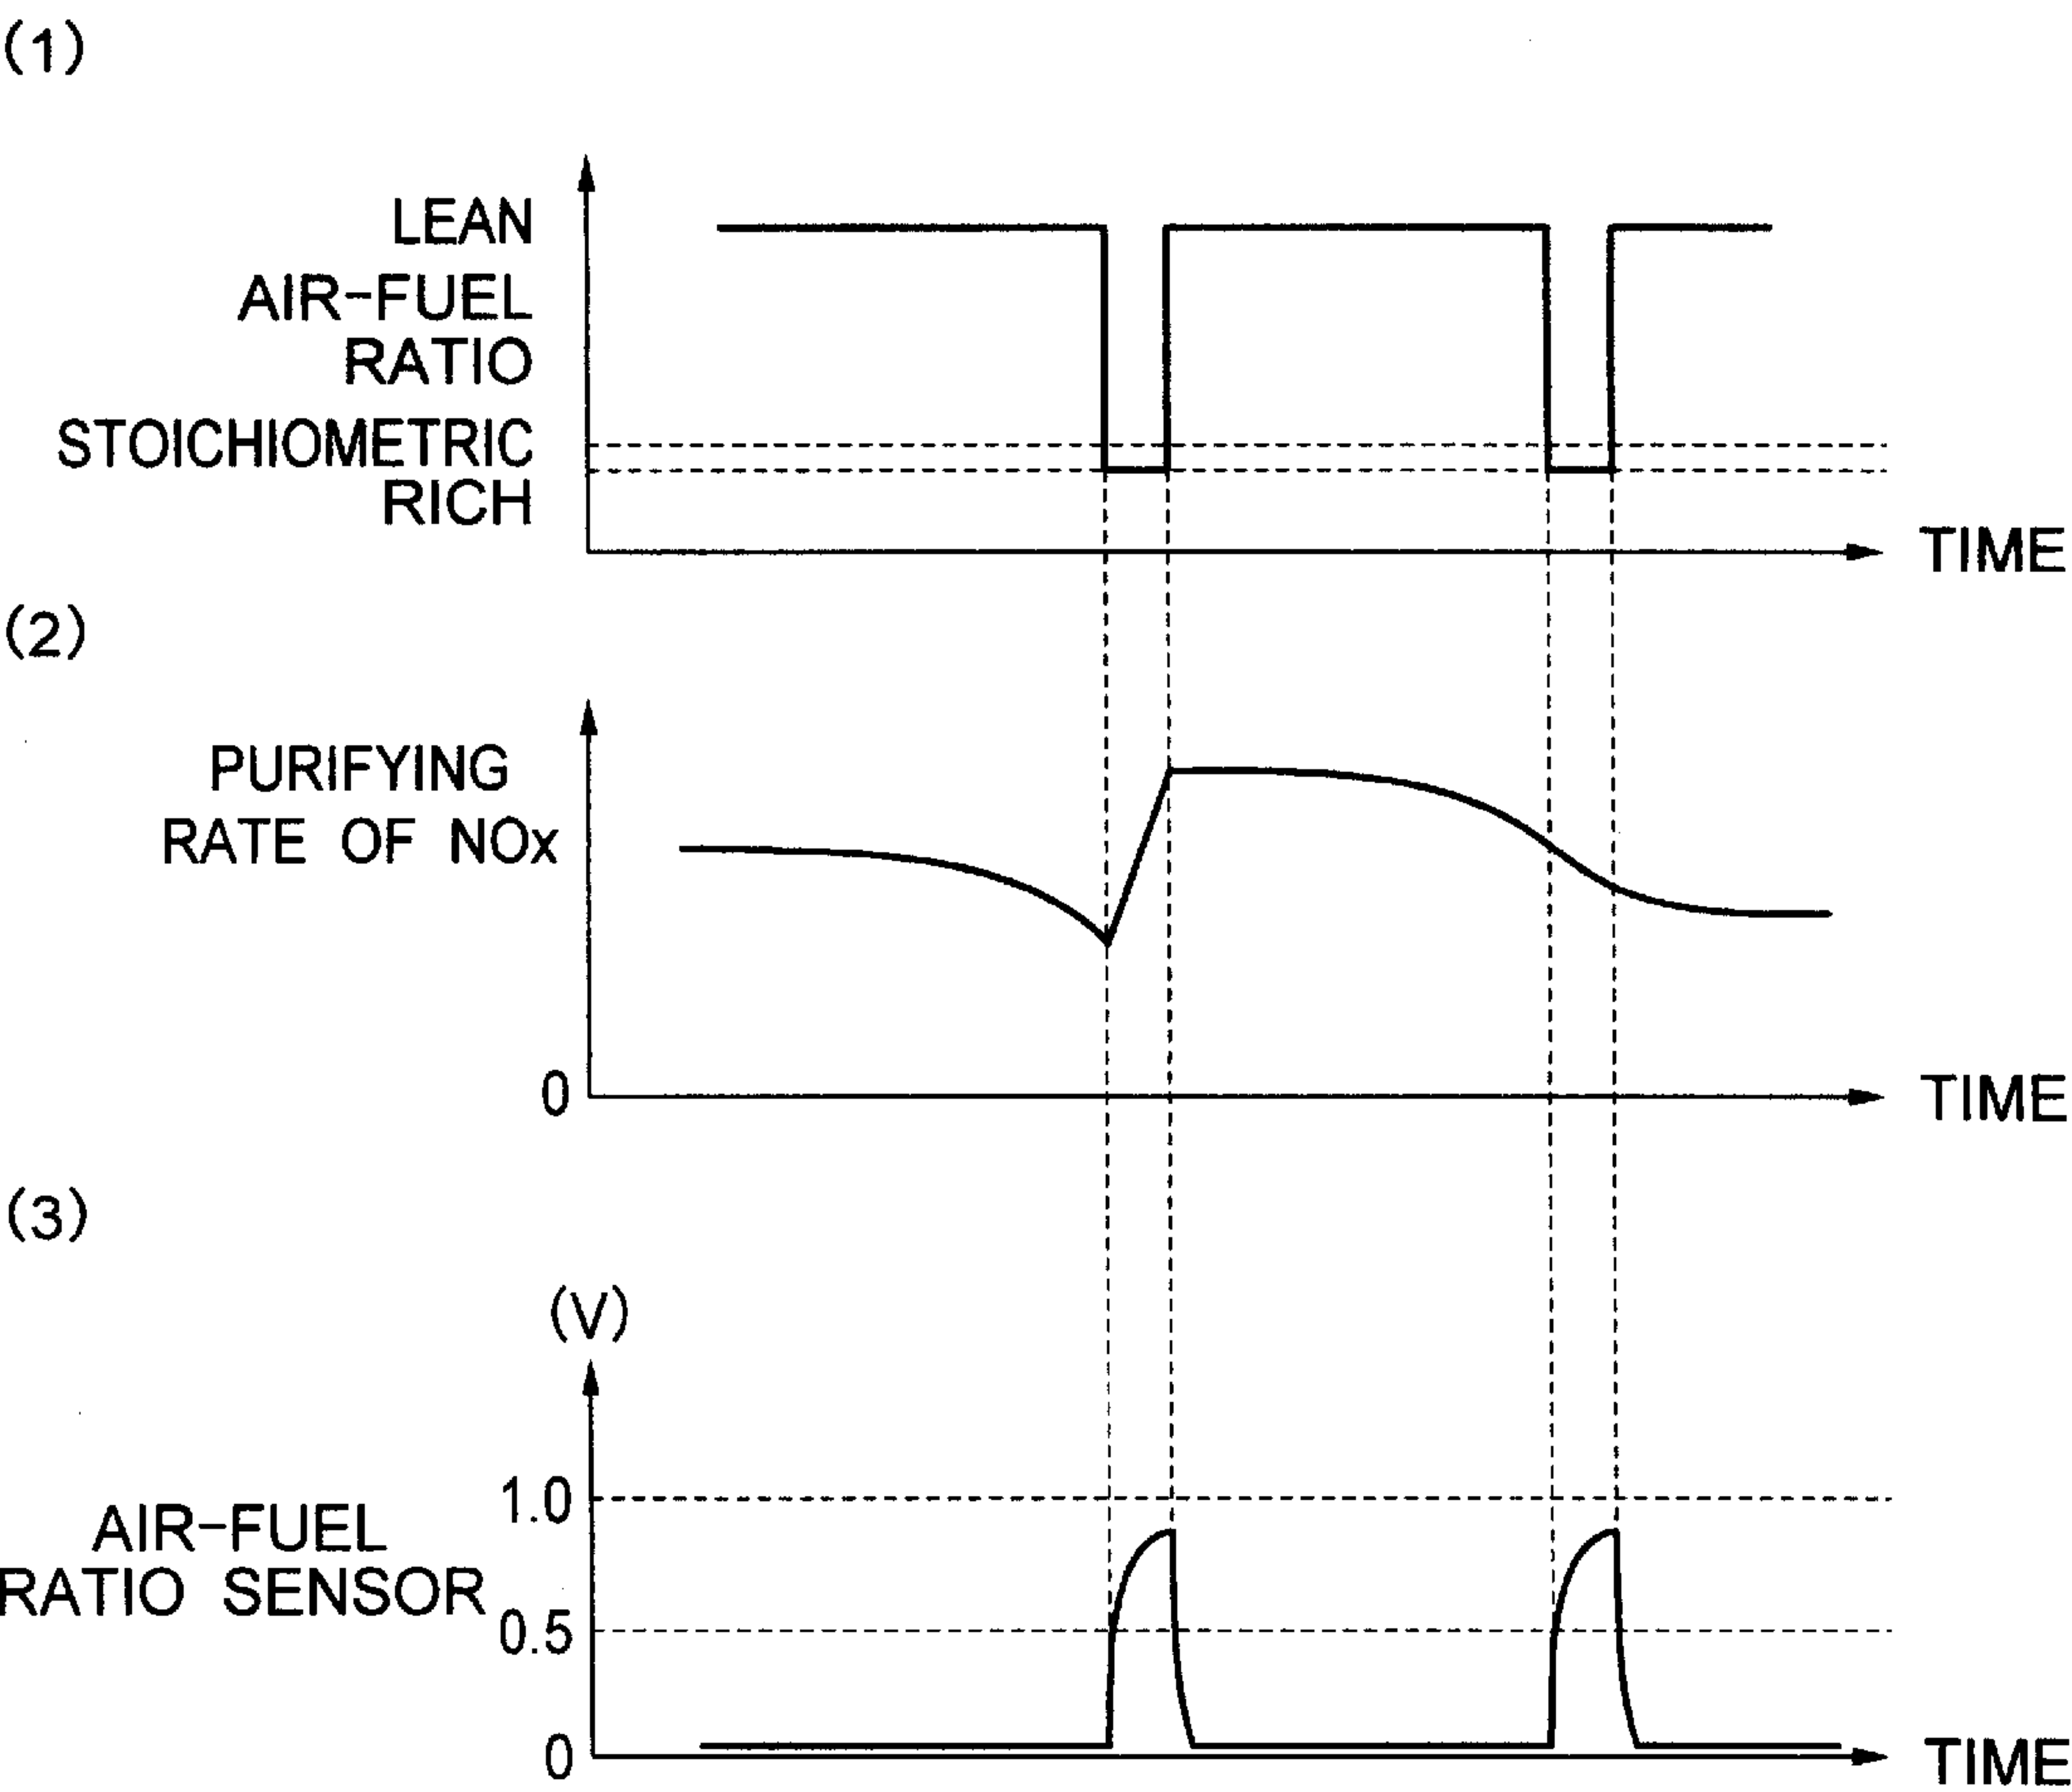 (1)
LEAN
AIR-FUEL
RATIO
STOICHIOMETRIC
RICH
TIME
(2)
PURIFYING
RATE OF NOx
0
TIME
(3)
(V)
1.0
AIR-FUEL
RATIO SENSOR
0.5
0
TIME